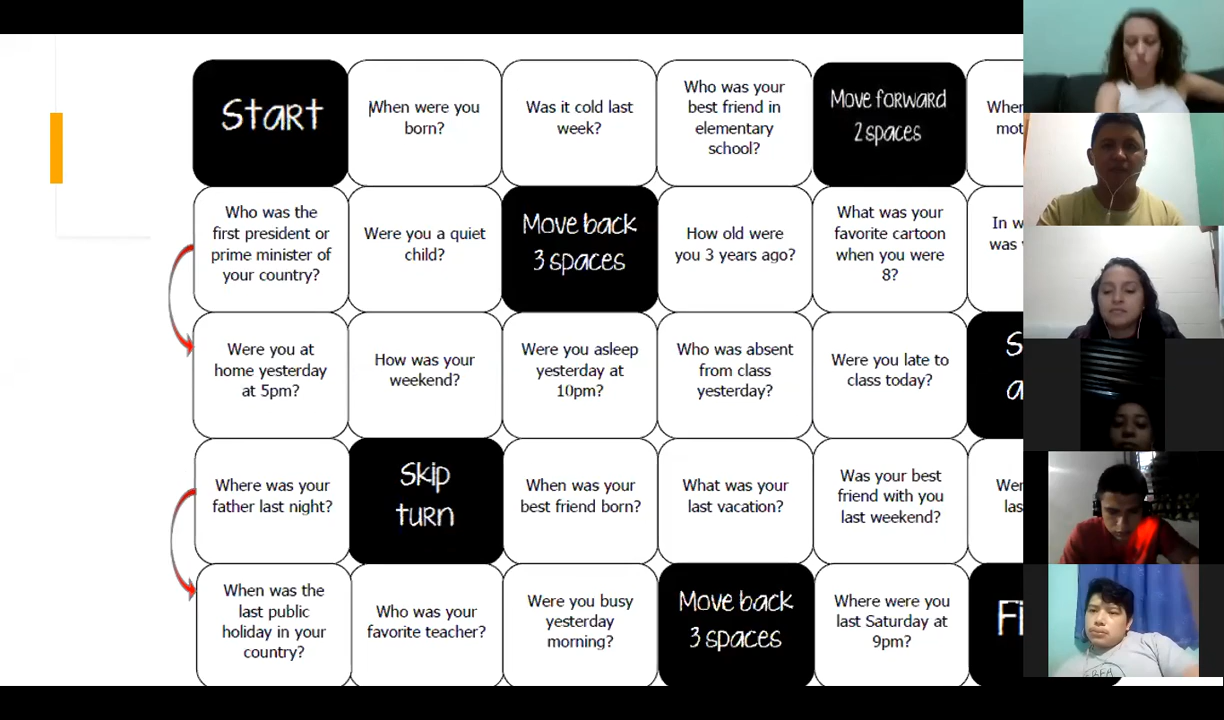 Start
When were you
born?
Was it cold last
week?
Who was your
best friend in
elementary
school?
Move forward
2 spaces
Who was the
first president or
prime minister of
your country?
Were you a quiet
child?
Move back
3 spaces
How old were
you 3 years ago?
What was your
favorite cartoon
when you were
8?
In
was
Were you at
home yesterday
at 5pm?
How was your
weekend?
Were you asleep
yesterday at
10pm?
Who was absent
from class
yesterday?
Were you late to
class today?
Where was your
father last night?
Skip
turn
When was your
best friend born?
What was your
last vacation?
Was your best
friend with you
last weekend?
When was the
last public
holiday in your
country?
Who was your
favorite teacher?
Were you busy
yesterday
morning?
Move back
3 spaces
Where were you
last Saturday at
9pm?